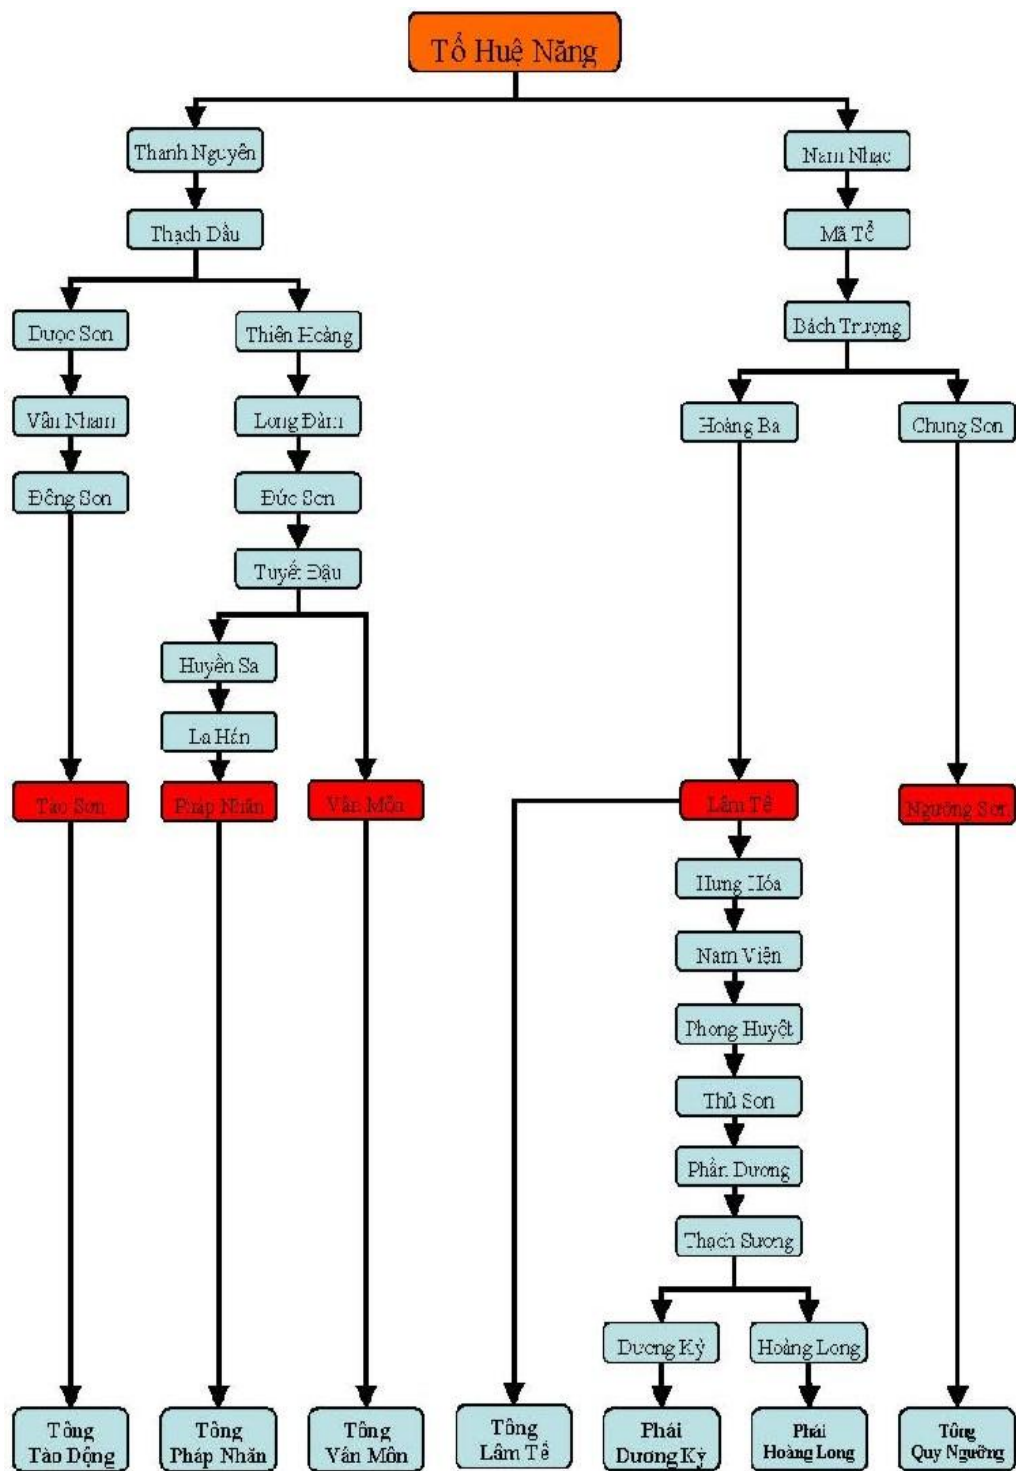 Tổ Huệ Năng
Thanh Nguyên
Nam Nhạc
Thạch Dầu
Mã Tổ
Dược Sơn
Thiên Hoàng
Bách Trượng
Vân Nham
Long Đàm
Hoàng Ba
Chung Sơn
Động Sơn
Đức Sơn
Tuyết Đậu
Huyền Sa
La Hán
Tào Sơn
Pháp Nhãn
Vân Môn
Lâm Tế
Ngưỡng Sơn
Hưng Hóa
Nam Viện
Phong Huyệt
Thủ Sơn
Phần Dương
Thạch Sương
Dương Kỳ
Hoàng Long
Tông
Tào Động
Tông
Pháp Nhãn
Tông
Vân Môn
Tông
Lâm Tế
Phái
Dương Kỳ
Phái
Hoàng Long
Tông
Quy Ngưỡng